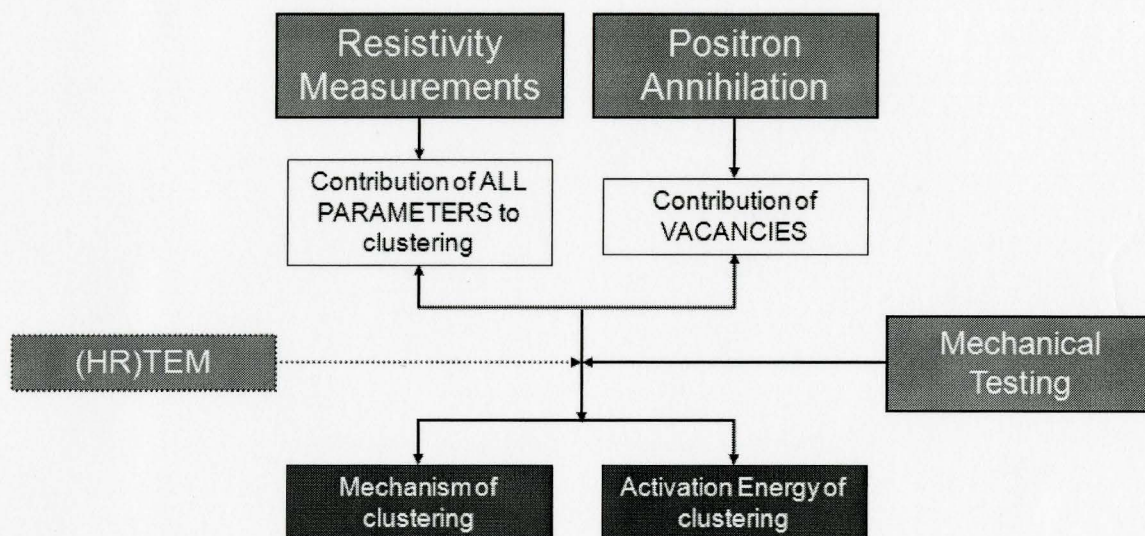 Resistivity
Measurements
Positron
Annihilation
Contribution of ALL
PARAMETERS to
clustering
Contribution of
VACANCIES
(HR)TEM
Mechanical
Testing
Mechanism of
clustering
Activation Energy of
clustering